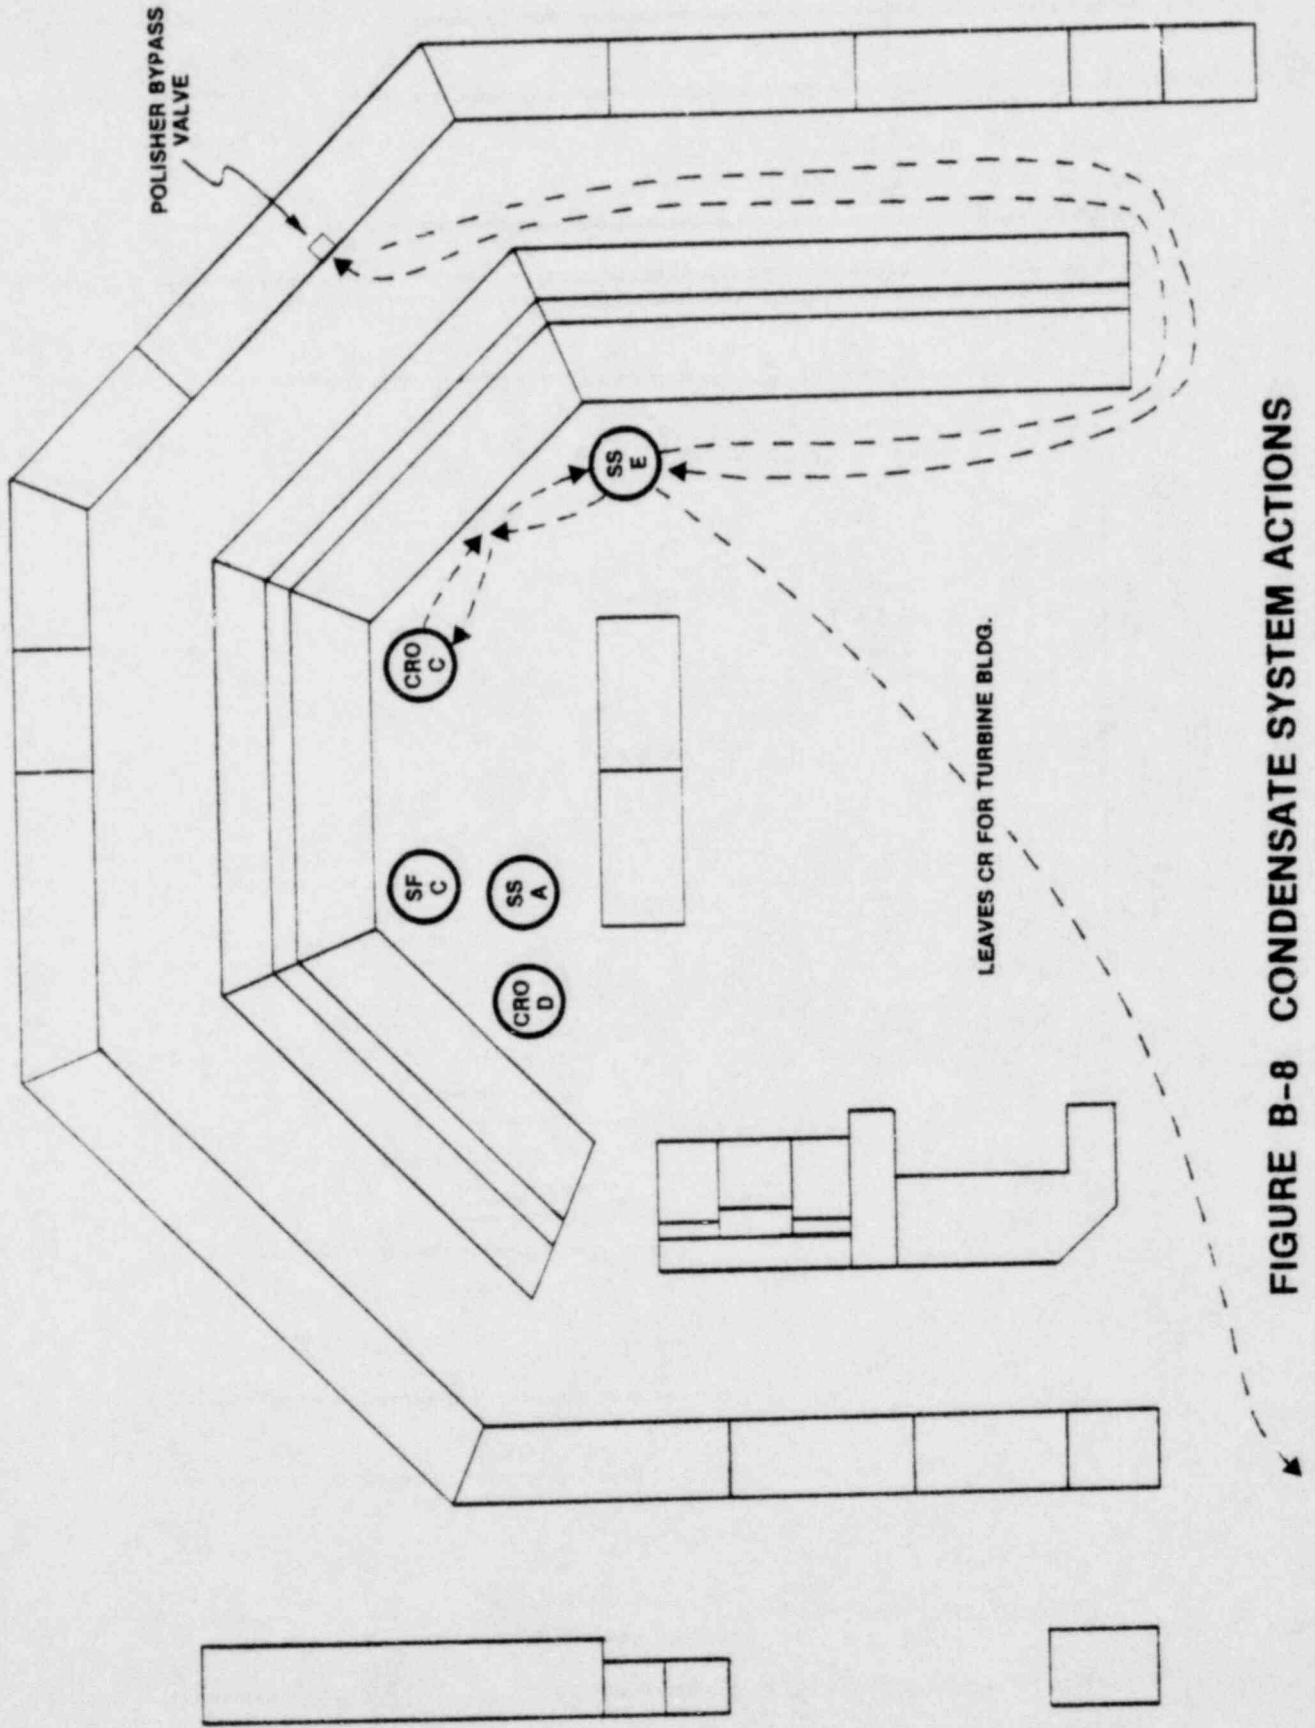 POLISHER BYPASS
VALVE
CRO
C
SS
E
SF
C
SS
A
CRO
D
LEAVES CR FOR TURBINE BLDG.
FIGURE B-8 CONDENSATE SYSTEM ACTIONS